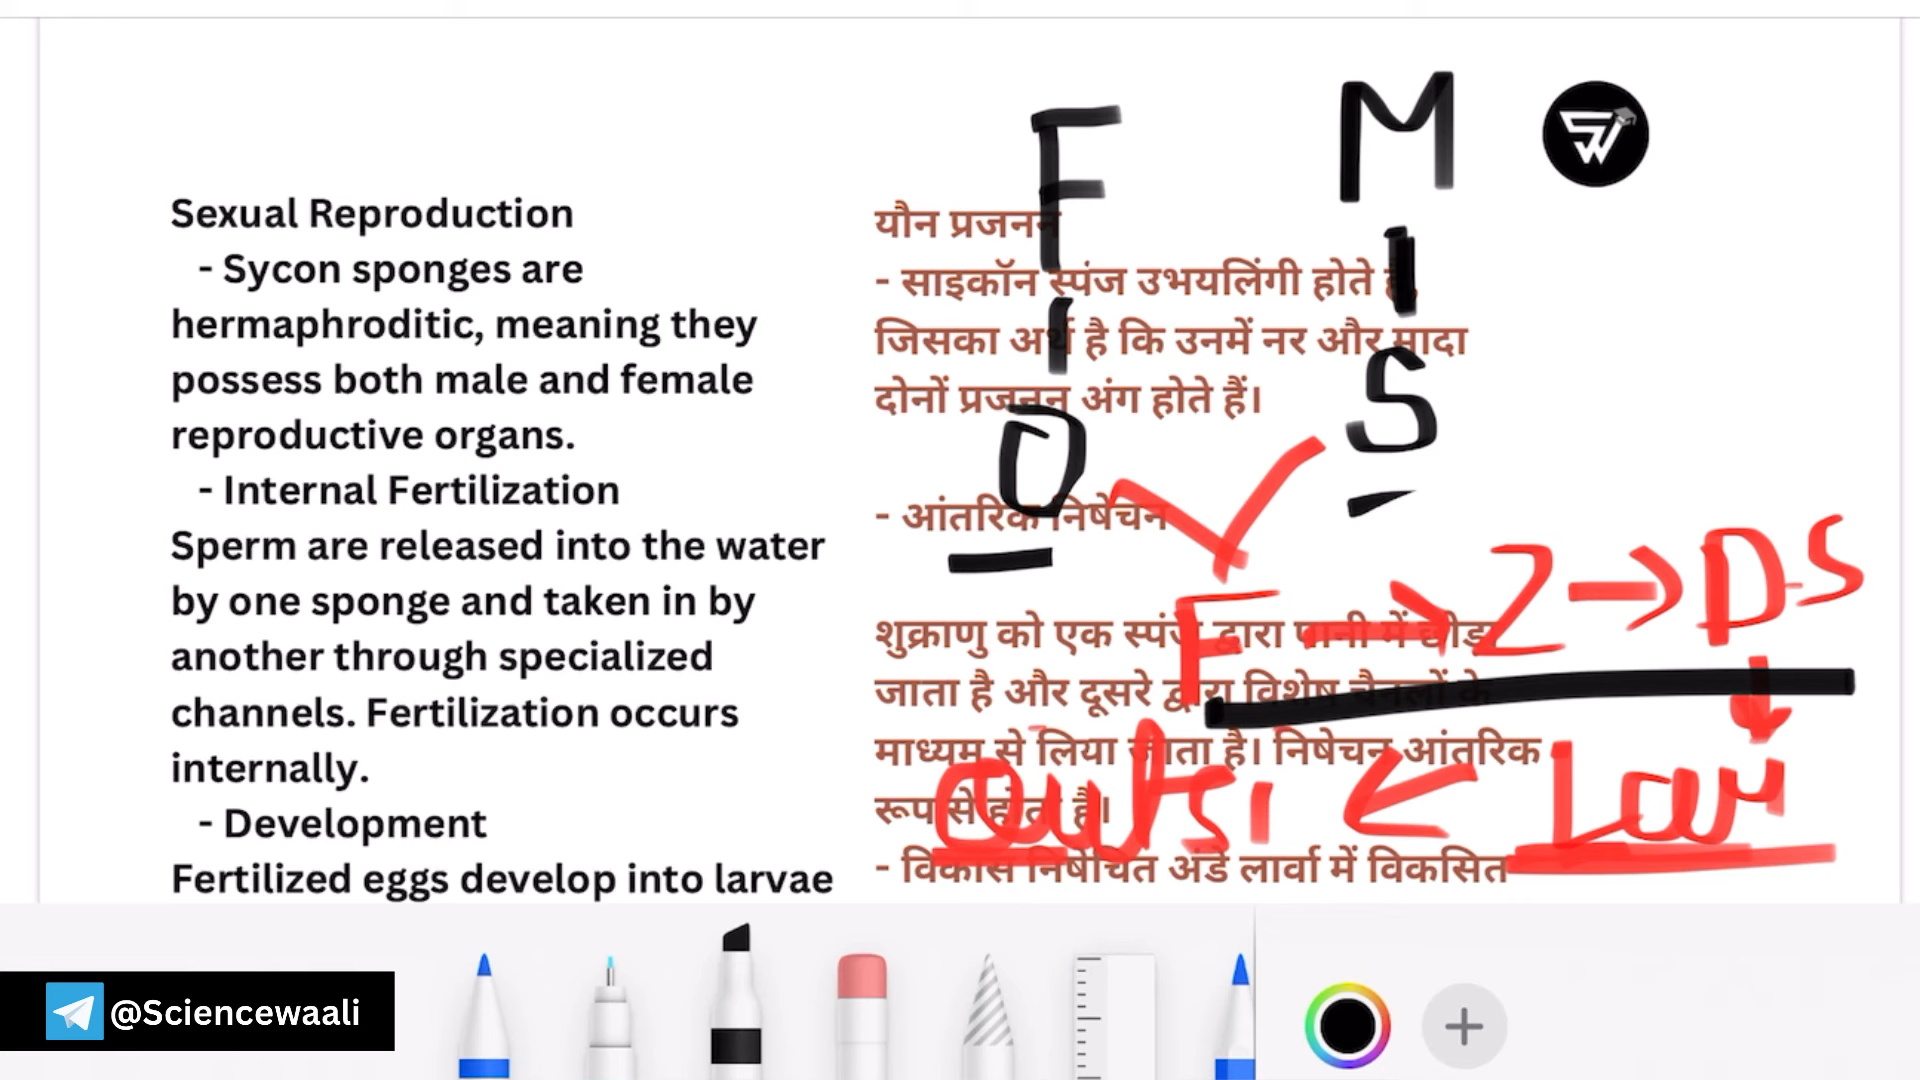 F
M
SW
Sexual Reproduction
- Sycon sponges are
hermaphroditic, meaning they
possess both male and female
reproductive organs.
- Internal Fertilization
Sperm are released into the water
by one sponge and taken in by
another through specialized
channels. Fertilization occurs
internally.
- Development
Fertilized eggs develop into larvae
यौन प्रजनन
- साइकॉन स्पंज उभयलिंगी होते
जिसका अर्थ है कि उनमें नर और मादा
दोनों प्रजनन अंग होते हैं।
O
S
- आंतरिक निषेचन
F → Z → D-S
शुक्राणु को एक स्पंज द्वारा पानी में छोड़ा
जाता है और दूसरे द्वारा विशेष चैनलों के
माध्यम से लिया जाता है। निषेचन आंतरिक
रूप से होता है।
- विकास निषेचित अंडे लार्वा में विकसित
@Sciencewaali